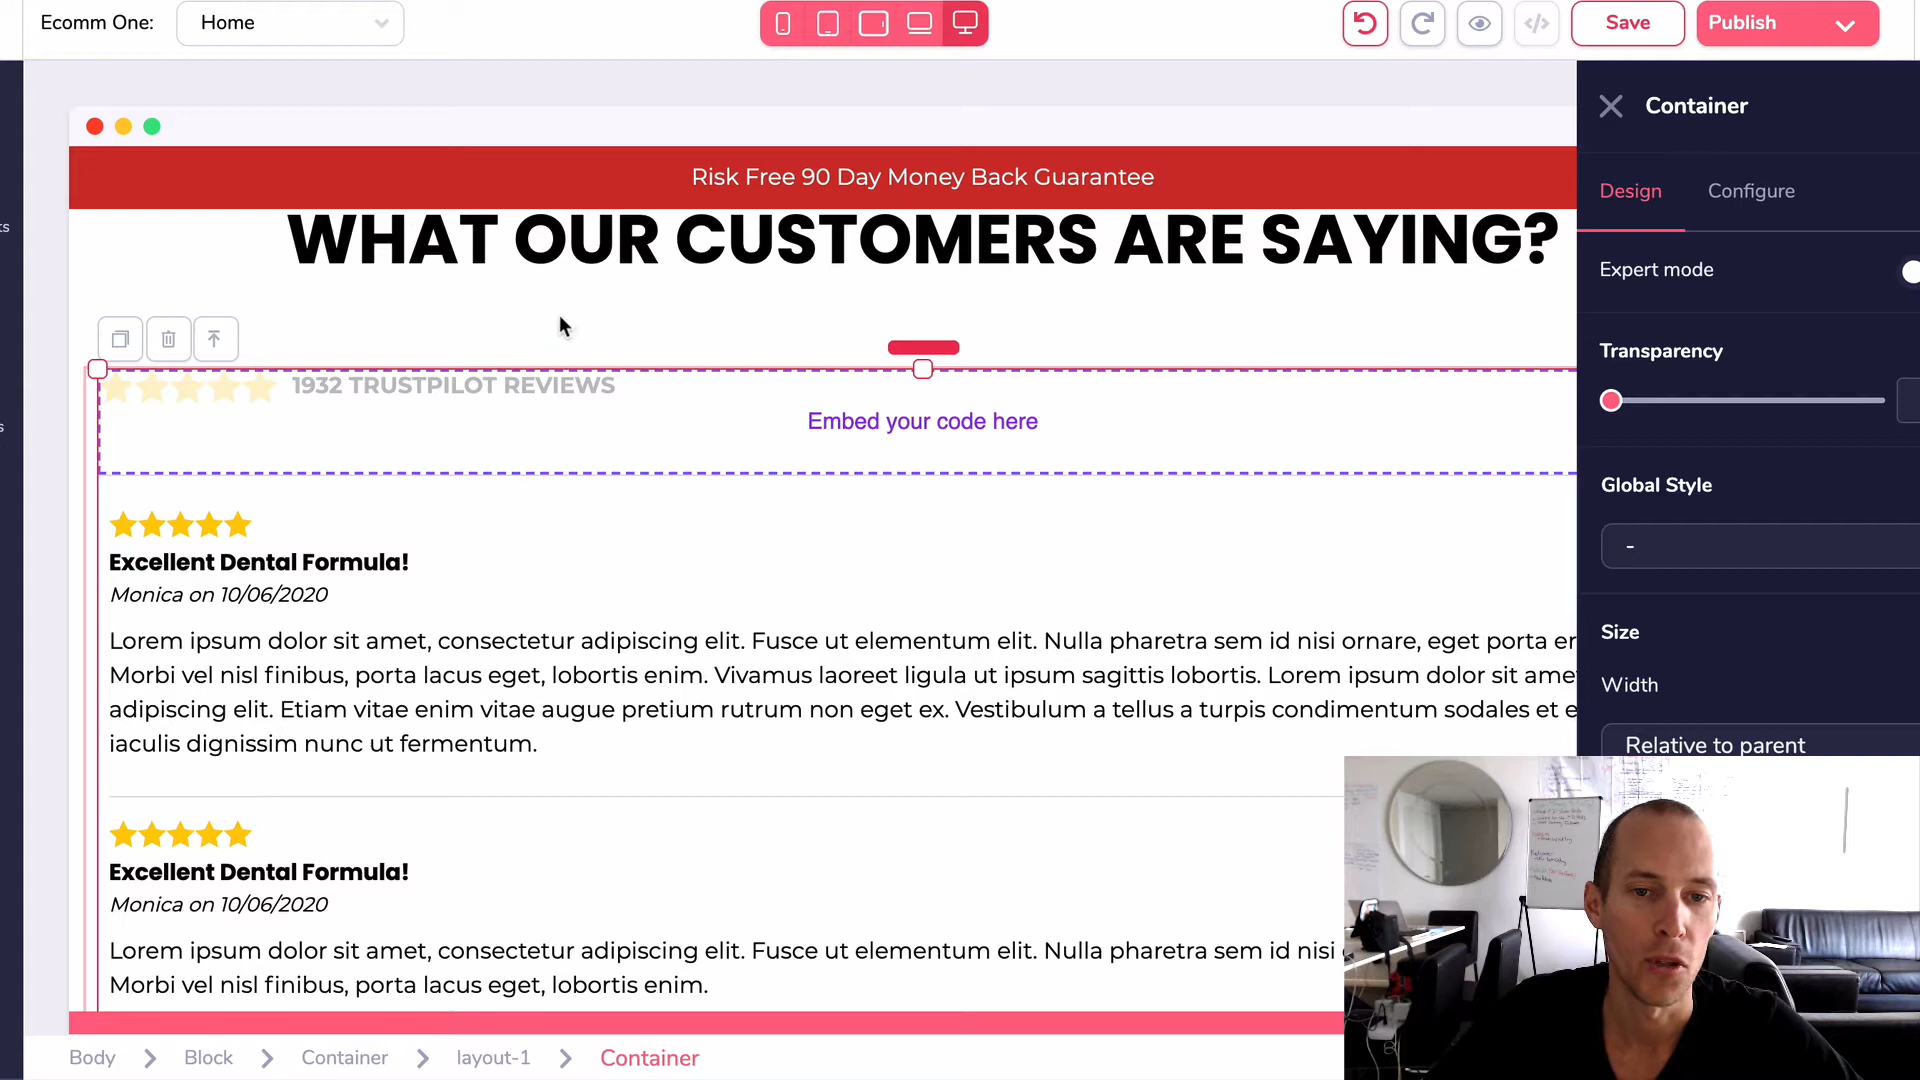 Ecomm One:
Home
Save
Publish
Container
Risk Free 90 Day Money Back Guarantee
Design
Configure
WHAT OUR CUSTOMERS ARE SAYING?
ts
Expert mode
Transparency
1932 TRUSTPILOT REVIEWS
Embed your code here
s
Global Style
-
Excellent Dental Formula!
Monica on 10/06/2020
Size
Lorem ipsum dolor sit amet, consectetur adipiscing elit. Fusce ut elementum elit. Nulla pharetra sem id nisi ornare, eget porta er
Morbi vel nisl finibus, porta lacus eget, lobortis enim. Vivamus laoreet ligula ut ipsum sagittis lobortis. Lorem ipsum dolor sit ame
Width
adipiscing elit. Etiam vitae enim vitae augue pretium rutrum non eget ex. Vestibulum a tellus a turpis condimentum sodales et e
iaculis dignissim nunc ut fermentum.
Relative to parent
Excellent Dental Formula!
Monica on 10/06/2020
Lorem ipsum dolor sit amet, consectetur adipiscing elit. Fusce ut elementum elit. Nulla pharetra sem id nisi
Morbi vel nisl finibus, porta lacus eget, lobortis enim.
Body
Block
Container
layout-1
Container